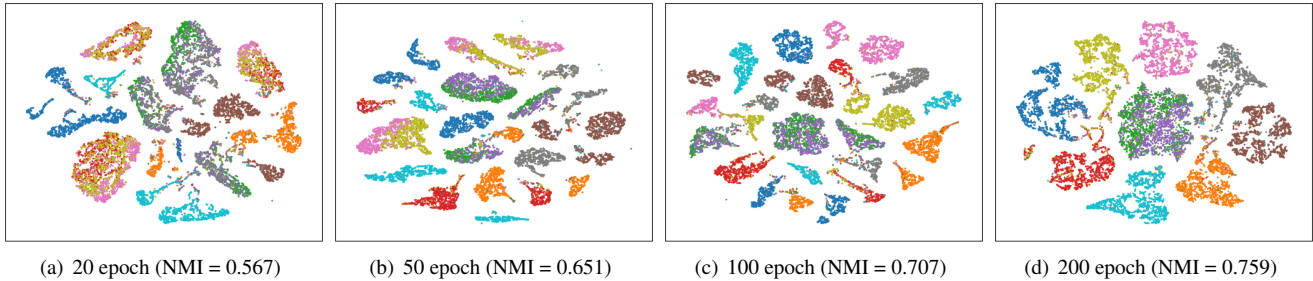 (a) 20 epoch (NMI = 0.567)
(b) 50 epoch (NMI = 0.651)
(c) 100 epoch (NMI = 0.707)
(d) 200 epoch (NMI = 0.759)